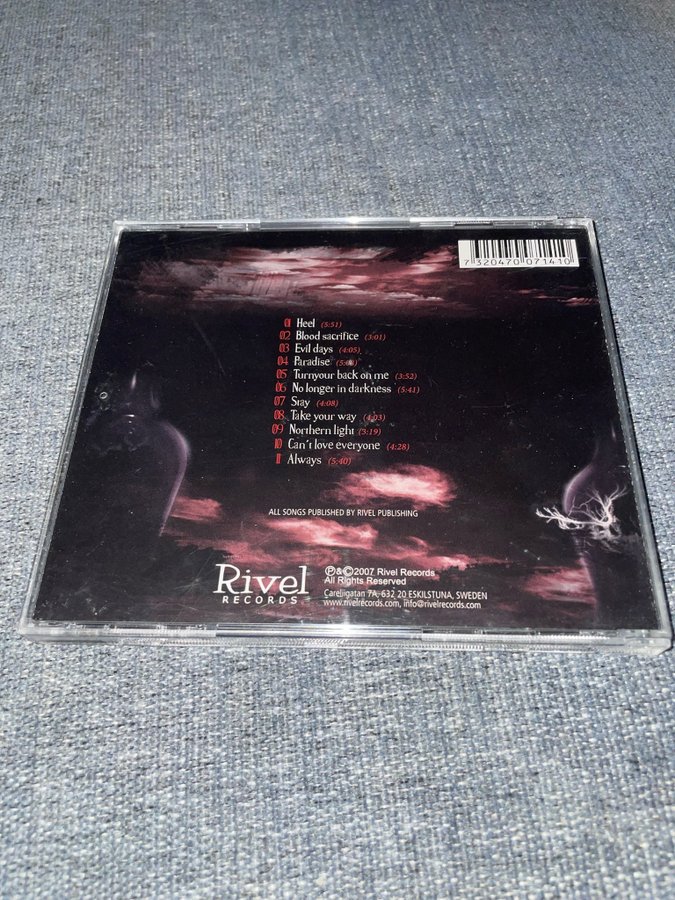 7 320470 071410
01 Heel (5:51)
02 Blood sacrifice (3:01)
03 Evil days (4:05)
04 Paradise
05 Turnyour back on me (3:52)
06 No longer in darkness (5:41)
07 Stay (4:08)
08 Take your way (4:03)
09 Northern light (3:19)
10 Can't love everyone (4:28)
11 Always (5:40)
ALL SONGS PUBLISHED BY RIVEL PUBLISHING
Rivel
RECORDS
℗&©2007 Rivel Records
All Rights Reserved
Careliigatan 7A, 632 20 ESKILSTUNA, SWEDEN
www.rivelrecords.com, info@rivelrecords.com